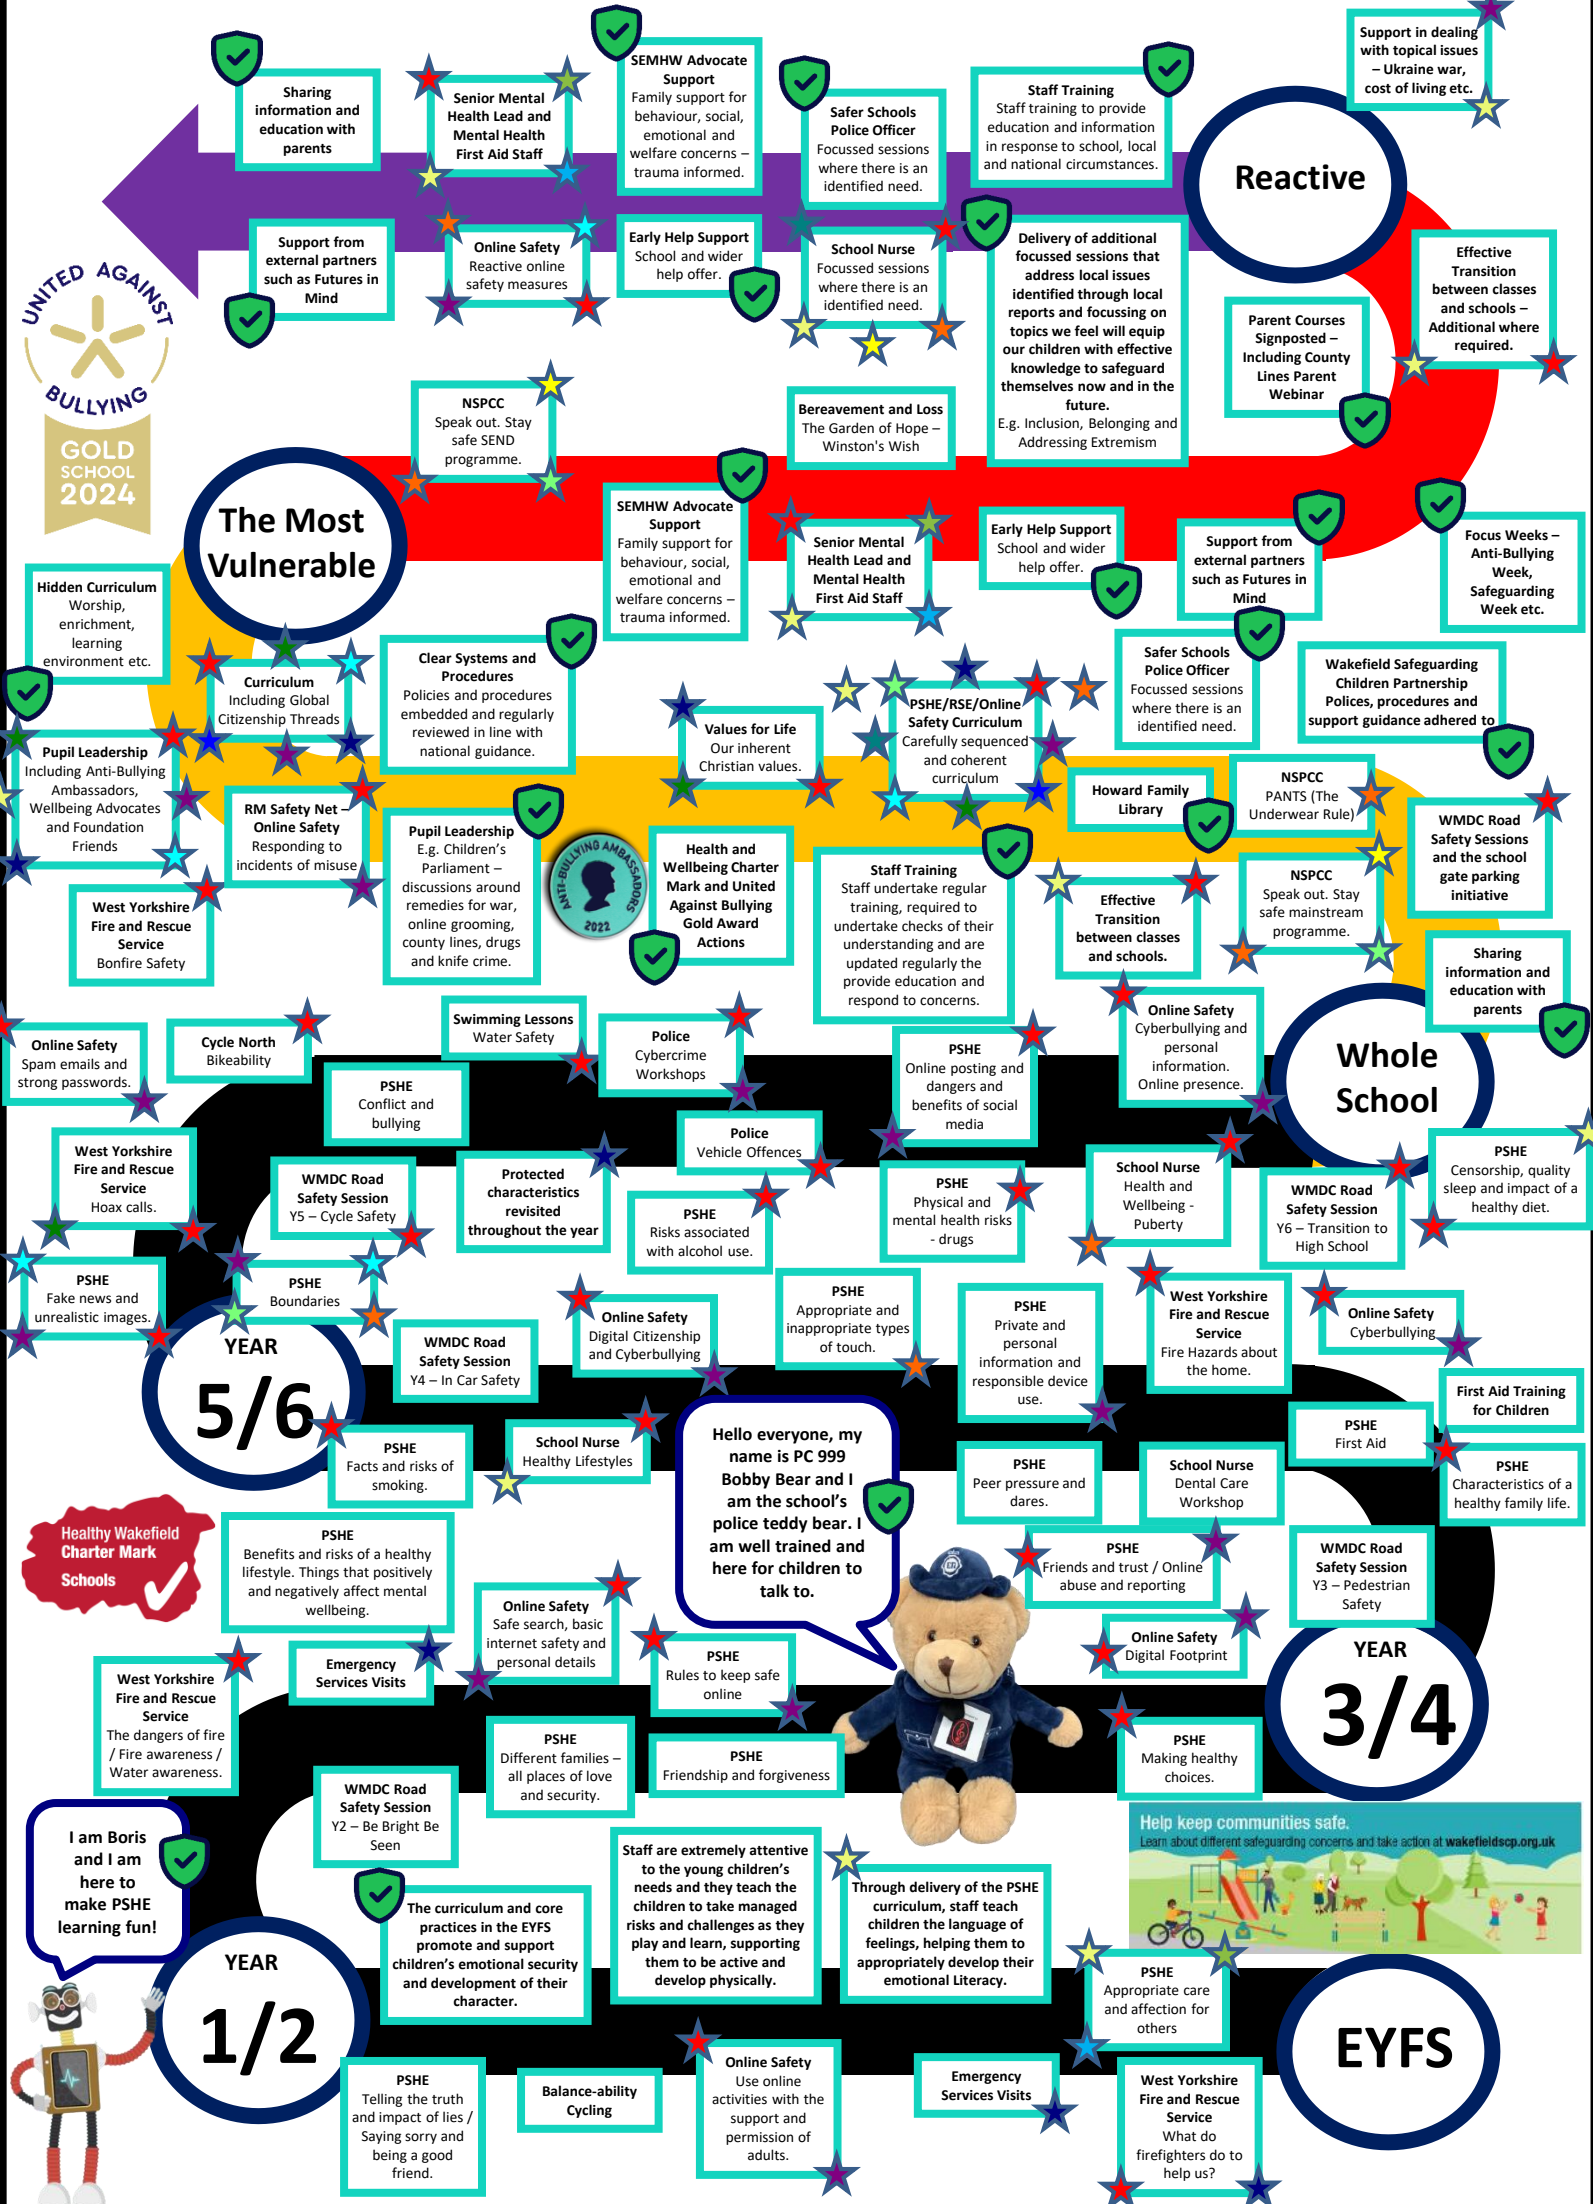 Support in dealing
with topical issues
– Ukraine war,
cost of living etc.
Sharing
information and
education with
parents
Senior Mental
Health Lead and
Mental Health
First Aid Staff
SEMHW Advocate
Support
Family support for
behaviour, social,
emotional and
welfare concerns –
trauma informed.
Safer Schools
Police Officer
Focussed sessions
where there is an
identified need.
Staff Training
Staff training to provide
education and information
in response to school, local
and national circumstances.
Reactive
Support from
external partners
such as Futures in
Mind
Online Safety
Reactive online
safety measures
Early Help Support
School and wider
help offer.
School Nurse
Focussed sessions
where there is an
identified need.
Delivery of additional
focussed sessions that
address local issues
identified through local
reports and focussing on
topics we feel will equip
our children with effective
knowledge to safeguard
themselves now and in the
future.
E.g. Inclusion, Belonging and
Addressing Extremism
Effective
Transition
between classes
and schools –
Additional where
required.
Parent Courses
Signposted –
Including County
Lines Parent
Webinar
UNITED AGAINST
BULLYING
GOLD
SCHOOL
2024
NSPCC
Speak out. Stay
safe SEND
programme.
Bereavement and Loss
The Garden of Hope –
Winston's Wish
The Most
Vulnerable
SEMHW Advocate
Support
Family support for
behaviour, social,
emotional and
welfare concerns –
trauma informed.
Senior Mental
Health Lead and
Mental Health
First Aid Staff
Early Help Support
School and wider
help offer.
Support from
external partners
such as Futures in
Mind
Focus Weeks –
Anti-Bullying
Week,
Safeguarding
Week etc.
Hidden Curriculum
Worship,
enrichment,
learning
environment etc.
Curriculum
Including Global
Citizenship Threads
Clear Systems and
Procedures
Policies and procedures
embedded and regularly
reviewed in line with
national guidance.
Values for Life
Our inherent
Christian values.
PSHE/RSE/Online
Safety Curriculum
Carefully sequenced
and coherent
curriculum
Safer Schools
Police Officer
Focussed sessions
where there is an
identified need.
Wakefield Safeguarding
Children Partnership
Polices, procedures and
support guidance adhered to
Pupil Leadership
Including Anti-Bullying
Ambassadors,
Wellbeing Advocates
and Foundation
Friends
RM Safety Net –
Online Safety
Responding to
incidents of misuse
Pupil Leadership
E.g. Children's
Parliament –
discussions around
remedies for war,
online grooming,
county lines, drugs
and knife crime.
ANTI-BULLYING AMBASSADORS
2022
Health and
Wellbeing Charter
Mark and United
Against Bullying
Gold Award
Actions
Staff Training
Staff undertake regular
training, required to
undertake checks of their
understanding and are
updated regularly the
provide education and
respond to concerns.
Howard Family
Library
NSPCC
PANTS (The
Underwear Rule)
Effective
Transition
between classes
and schools.
NSPCC
Speak out. Stay
safe mainstream
programme.
WMDC Road
Safety Sessions
and the school
gate parking
initiative
Sharing
information and
education with
parents
West Yorkshire
Fire and Rescue
Service
Bonfire Safety
Whole
School
Online Safety
Spam emails and
strong passwords.
Cycle North
Bikeability
PSHE
Conflict and
bullying
Swimming Lessons
Water Safety
Police
Cybercrime
Workshops
PSHE
Online posting and
dangers and
benefits of social
media
Online Safety
Cyberbullying and
personal
information.
Online presence.
West Yorkshire
Fire and Rescue
Service
Hoax calls.
WMDC Road
Safety Session
Y5 – Cycle Safety
Protected
characteristics
revisited
throughout the year
Police
Vehicle Offences
PSHE
Risks associated
with alcohol use.
PSHE
Physical and
mental health risks
- drugs
School Nurse
Health and
Wellbeing -
Puberty
WMDC Road
Safety Session
Y6 – Transition to
High School
PSHE
Censorship, quality
sleep and impact of a
healthy diet.
PSHE
Fake news and
unrealistic images.
PSHE
Boundaries
YEAR
5/6
WMDC Road
Safety Session
Y4 – In Car Safety
Online Safety
Digital Citizenship
and Cyberbullying
PSHE
Appropriate and
inappropriate types
of touch.
PSHE
Private and
personal
information and
responsible device
use.
West Yorkshire
Fire and Rescue
Service
Fire Hazards about
the home.
Online Safety
Cyberbullying
First Aid Training
for Children
PSHE
First Aid
PSHE
Facts and risks of
smoking.
School Nurse
Healthy Lifestyles
Hello everyone, my
name is PC 999
Bobby Bear and I
am the school's
police teddy bear. I
am well trained and
here for children to
talk to.
PSHE
Peer pressure and
dares.
School Nurse
Dental Care
Workshop
PSHE
Characteristics of a
healthy family life.
Healthy Wakefield
Charter Mark
Schools
PSHE
Benefits and risks of a healthy
lifestyle. Things that positively
and negatively affect mental
wellbeing.
Online Safety
Safe search, basic
internet safety and
personal details
PSHE
Friends and trust / Online
abuse and reporting
WMDC Road
Safety Session
Y3 – Pedestrian
Safety
Online Safety
Digital Footprint
YEAR
3/4
West Yorkshire
Fire and Rescue
Service
The dangers of fire
/ Fire awareness /
Water awareness.
Emergency
Services Visits
PSHE
Rules to keep safe
online
PSHE
Different families –
all places of love
and security.
PSHE
Friendship and forgiveness
PSHE
Making healthy
choices.
WMDC Road
Safety Session
Y2 – Be Bright Be
Seen
I am Boris
and I am
here to
make PSHE
learning fun!
Help keep communities safe.
Learn about different safeguarding concerns and take action at wakefieldscp.org.uk
YEAR
1/2
The curriculum and core
practices in the EYFS
promote and support
children's emotional security
and development of their
character.
Staff are extremely attentive
to the young children's
needs and they teach the
children to take managed
risks and challenges as they
play and learn, supporting
them to be active and
develop physically.
Through delivery of the PSHE
curriculum, staff teach
children the language of
feelings, helping them to
appropriately develop their
emotional Literacy.
PSHE
Appropriate care
and affection for
others
EYFS
PSHE
Telling the truth
and impact of lies /
Saying sorry and
being a good
friend.
Balance-ability
Cycling
Online Safety
Use online
activities with the
support and
permission of
adults.
Emergency
Services Visits
West Yorkshire
Fire and Rescue
Service
What do
firefighters do to
help us?